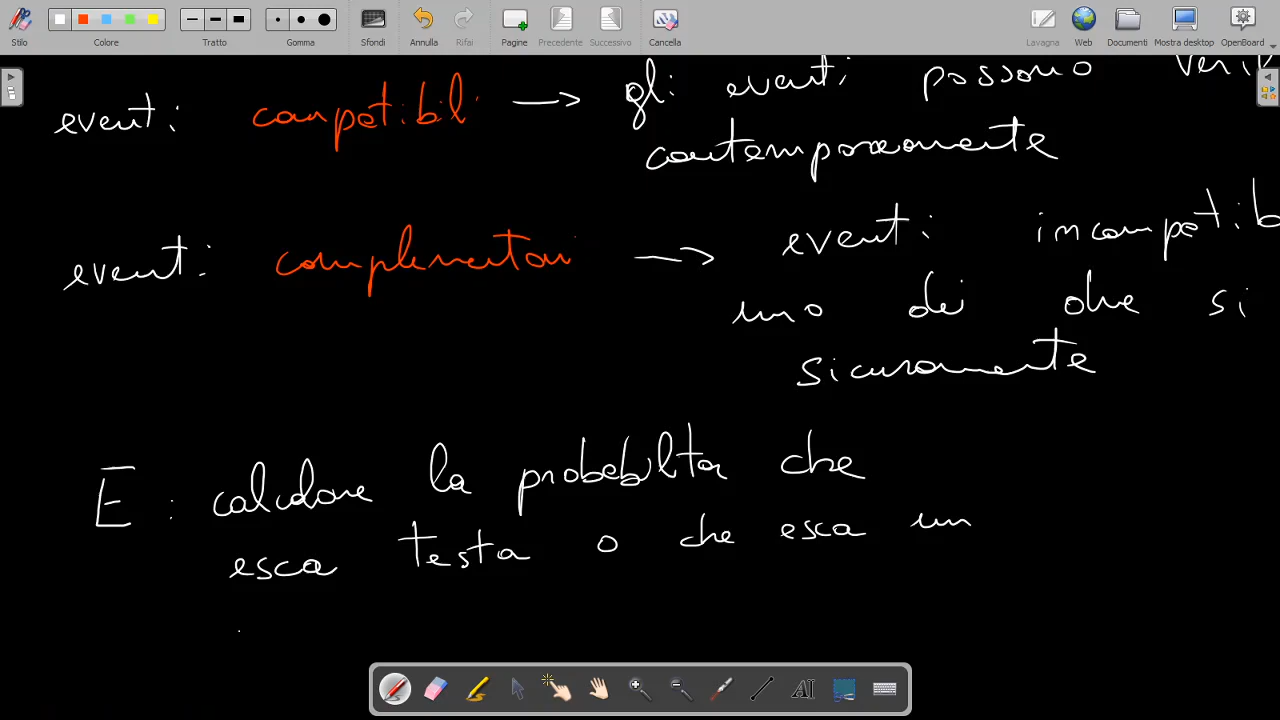 Stilo Colore Tratto Gomma Sfondi Annulla Rifai Pagine Precedente Successivo Cancella Lavagna Web Documenti Mostra desktop OpenBoard
eventi compatibili → gli eventi possono verif
contemporaneamente
eventi complementari → eventi incompatib
uno dei due si
sicuramente
E : calcolare la probabilità che
esca testa o che esca un